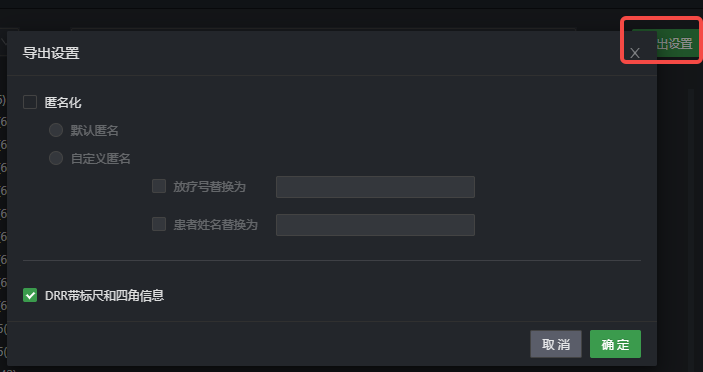 出设置
导出设置
匿名化
默认匿名
自定义匿名
放疗号替换为
患者姓名替换为
DRR带标尺和四角信息
取消
确定